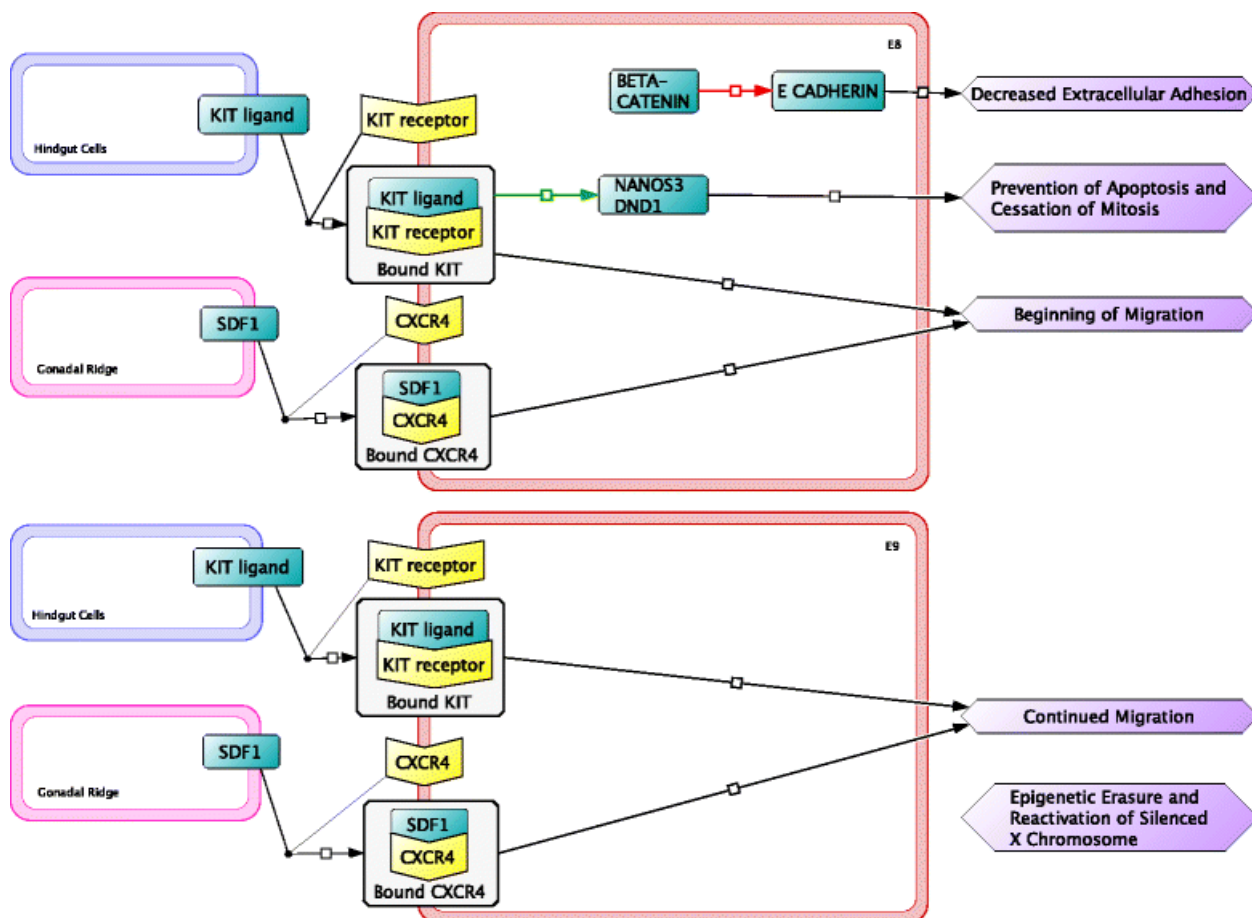 E8
BETA-
CATENIN
E CADHERIN
Decreased Extracellular Adhesion
KIT ligand
KIT receptor
Hindgut Cells
KIT ligand
KIT receptor
Bound KIT
NANOS3
DND1
Prevention of Apoptosis and
Cessation of Mitosis
SDF1
CXCR4
Beginning of Migration
Gonadal Ridge
SDF1
CXCR4
Bound CXCR4
E9
KIT ligand
KIT receptor
Hindgut Cells
KIT ligand
KIT receptor
Bound KIT
Continued Migration
SDF1
CXCR4
Gonadal Ridge
SDF1
CXCR4
Bound CXCR4
Epigenetic Erasure and
Reactivation of Silenced
X Chromosome